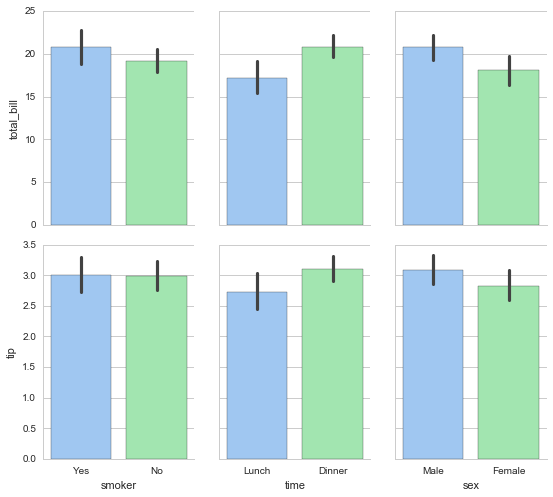 25
20
15
10
5
0
total_bill
3.5
3.0
2.5
2.0
1.5
1.0
0.5
0.0
tip
Yes No
smoker
Lunch Dinner
time
Male Female
sex